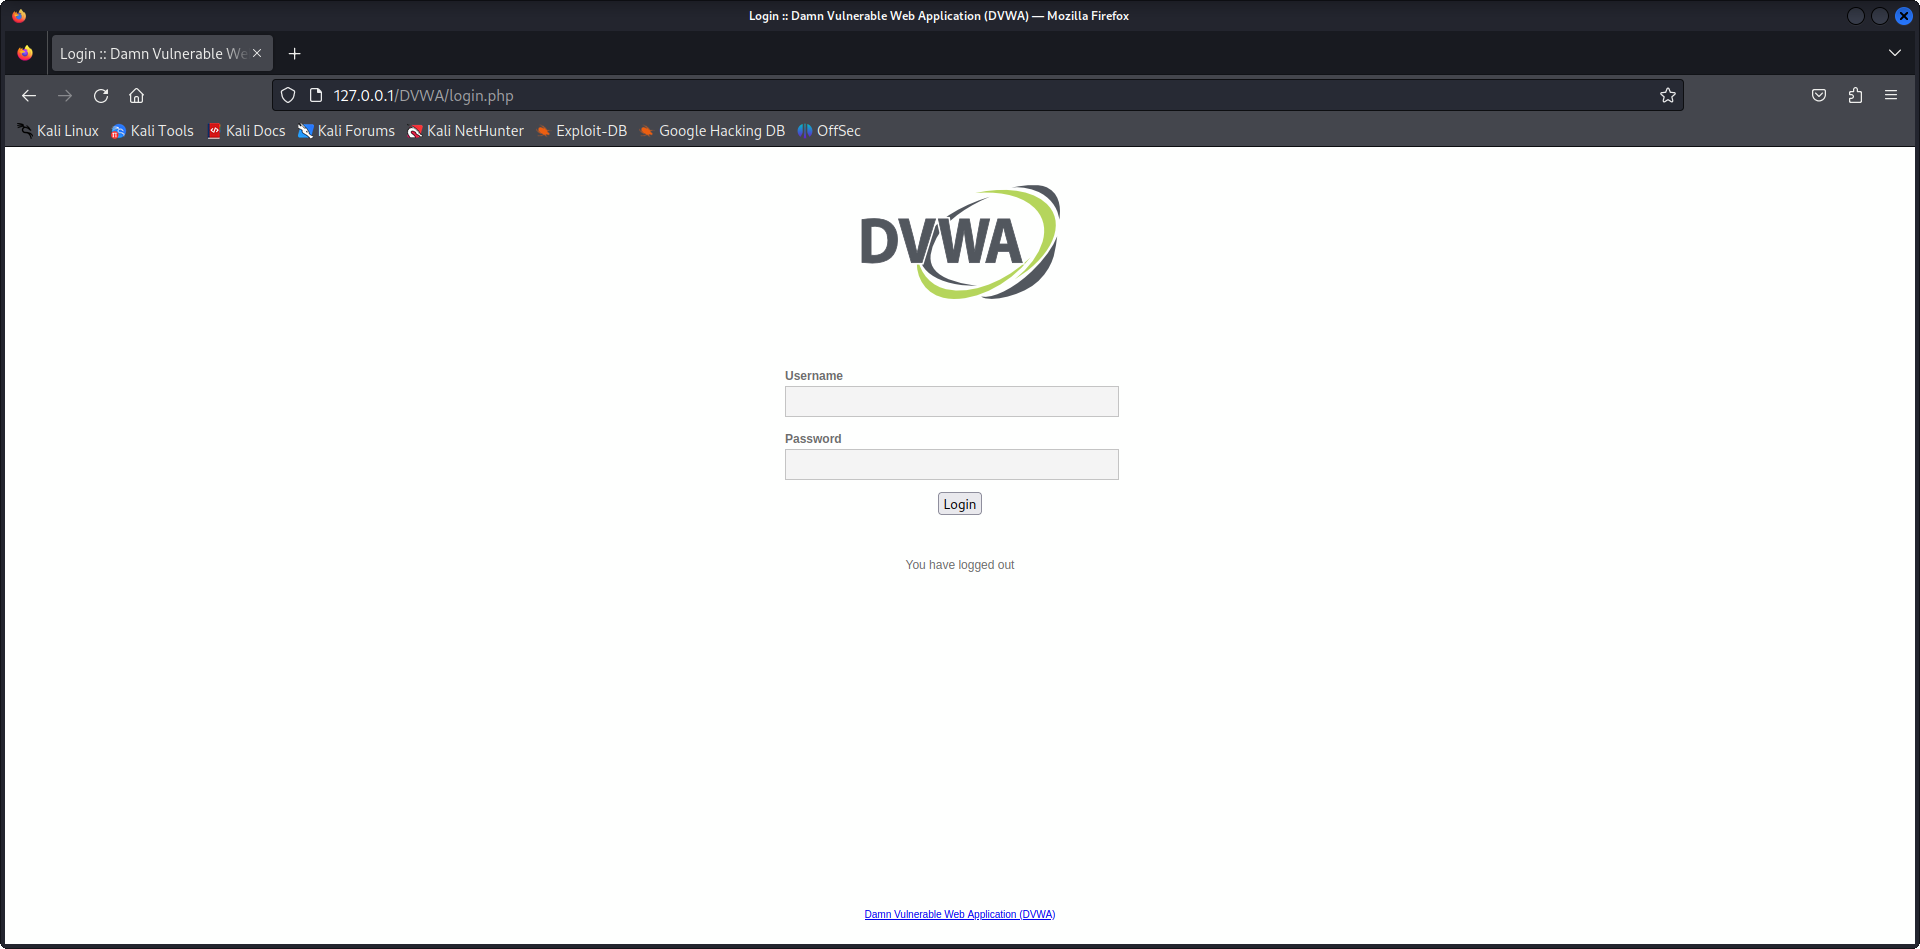 Login :: Damn Vulnerable Web Application (DVWA) — Mozilla Firefox
Login :: Damn Vulnerable We
127.0.0.1/DVWA/login.php
Kali Linux Kali Tools Kali Docs Kali Forums Kali NetHunter Exploit-DB Google Hacking DB OffSec
DVWA
Username
Password
Login
You have logged out
Damn Vulnerable Web Application (DVWA)